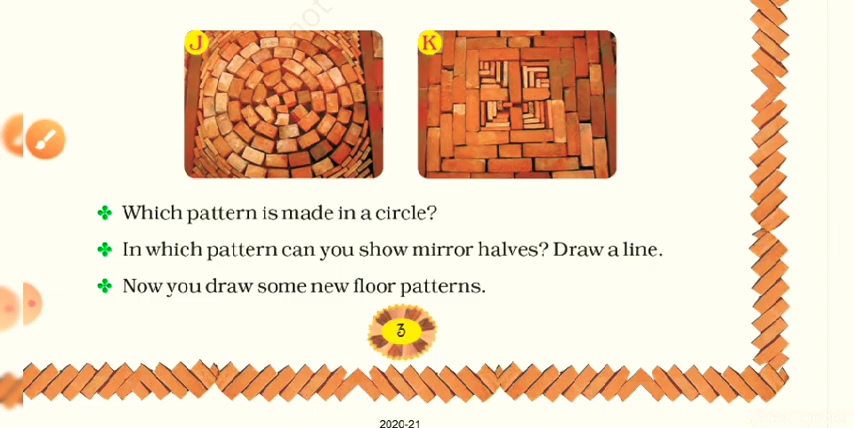 J
K
Which pattern is made in a circle?
In which pattern can you show mirror halves? Draw a line.
Now you draw some new floor patterns.
3
2020-21